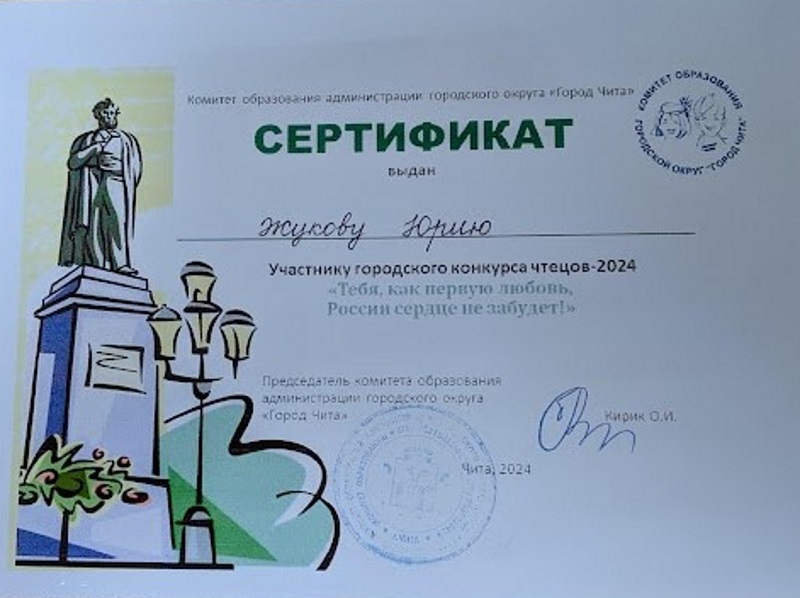 Комитет образования администрации городского округа «Город Чита»
КОМИТЕТ ОБРАЗОВАНИЯ
ГОРОДСКОЙ ОКРУГ "ГОРОД ЧИТА"
СЕРТИФИКАТ
выдан
Жукову Юрию
Участнику городского конкурса чтецов-2024
«Тебя, как первую любовь,
России сердце не забудет!»
Председатель комитета образования
администрации городского округа
«Город Чита»
Кирик О.И.
Чита, 2024